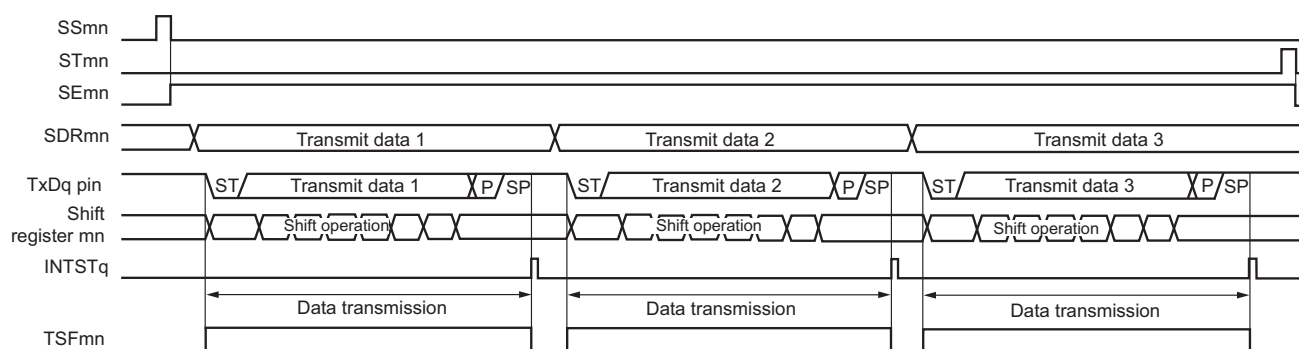 SSmn
STmn
SEmn
SDRmn Transmit data 1 Transmit data 2 Transmit data 3
TxDq pin ST Transmit data 1 P SP ST Transmit data 2 P SP ST Transmit data 3 P SP
Shift
register mn Shift operation Shift operation Shift operation
INTSTq
Data transmission Data transmission Data transmission
TSFmn